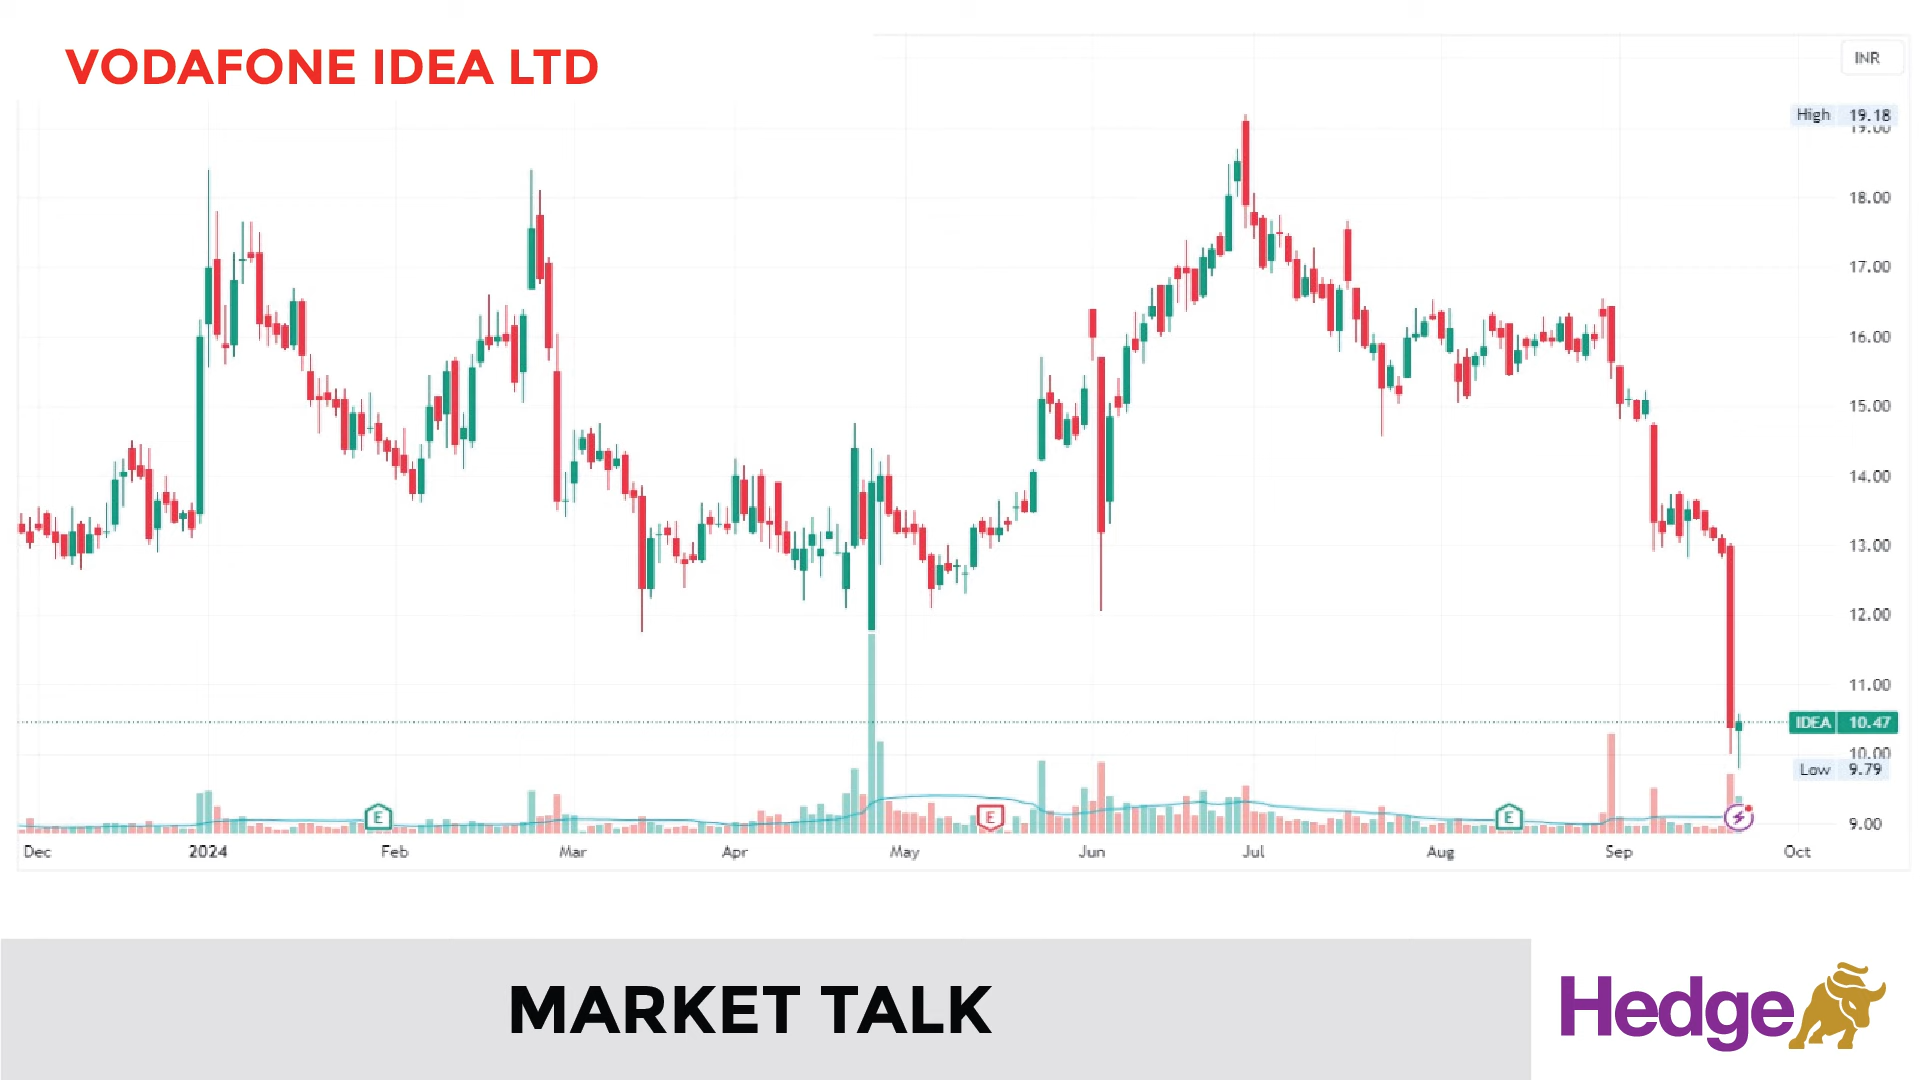 VODAFONE IDEA LTD
INR
High 19.18
19.00
18.00
17.00
16.00
15.00
14.00
13.00
12.00
11.00
IDEA 10.47
10.00
Low 9.79
9.00
E
E
E
Dec 2024 Feb Mar Apr May Jun Jul Aug Sep Oct
MARKET TALK
Hedge